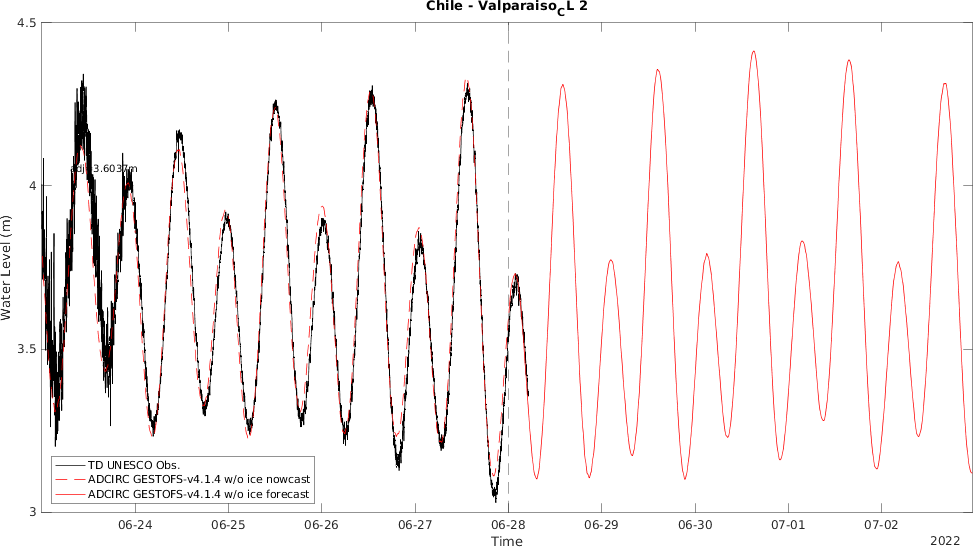 Chile - Valparaiso_CL 2
4.5
4
3.5
3
Water Level (m)
adj: 3.6037m
TD UNESCO Obs.
ADCIRC GESTOFS-v4.1.4 w/o ice nowcast
ADCIRC GESTOFS-v4.1.4 w/o ice forecast
06-24 06-25 06-26 06-27 06-28 06-29 06-30 07-01 07-02
Time
2022